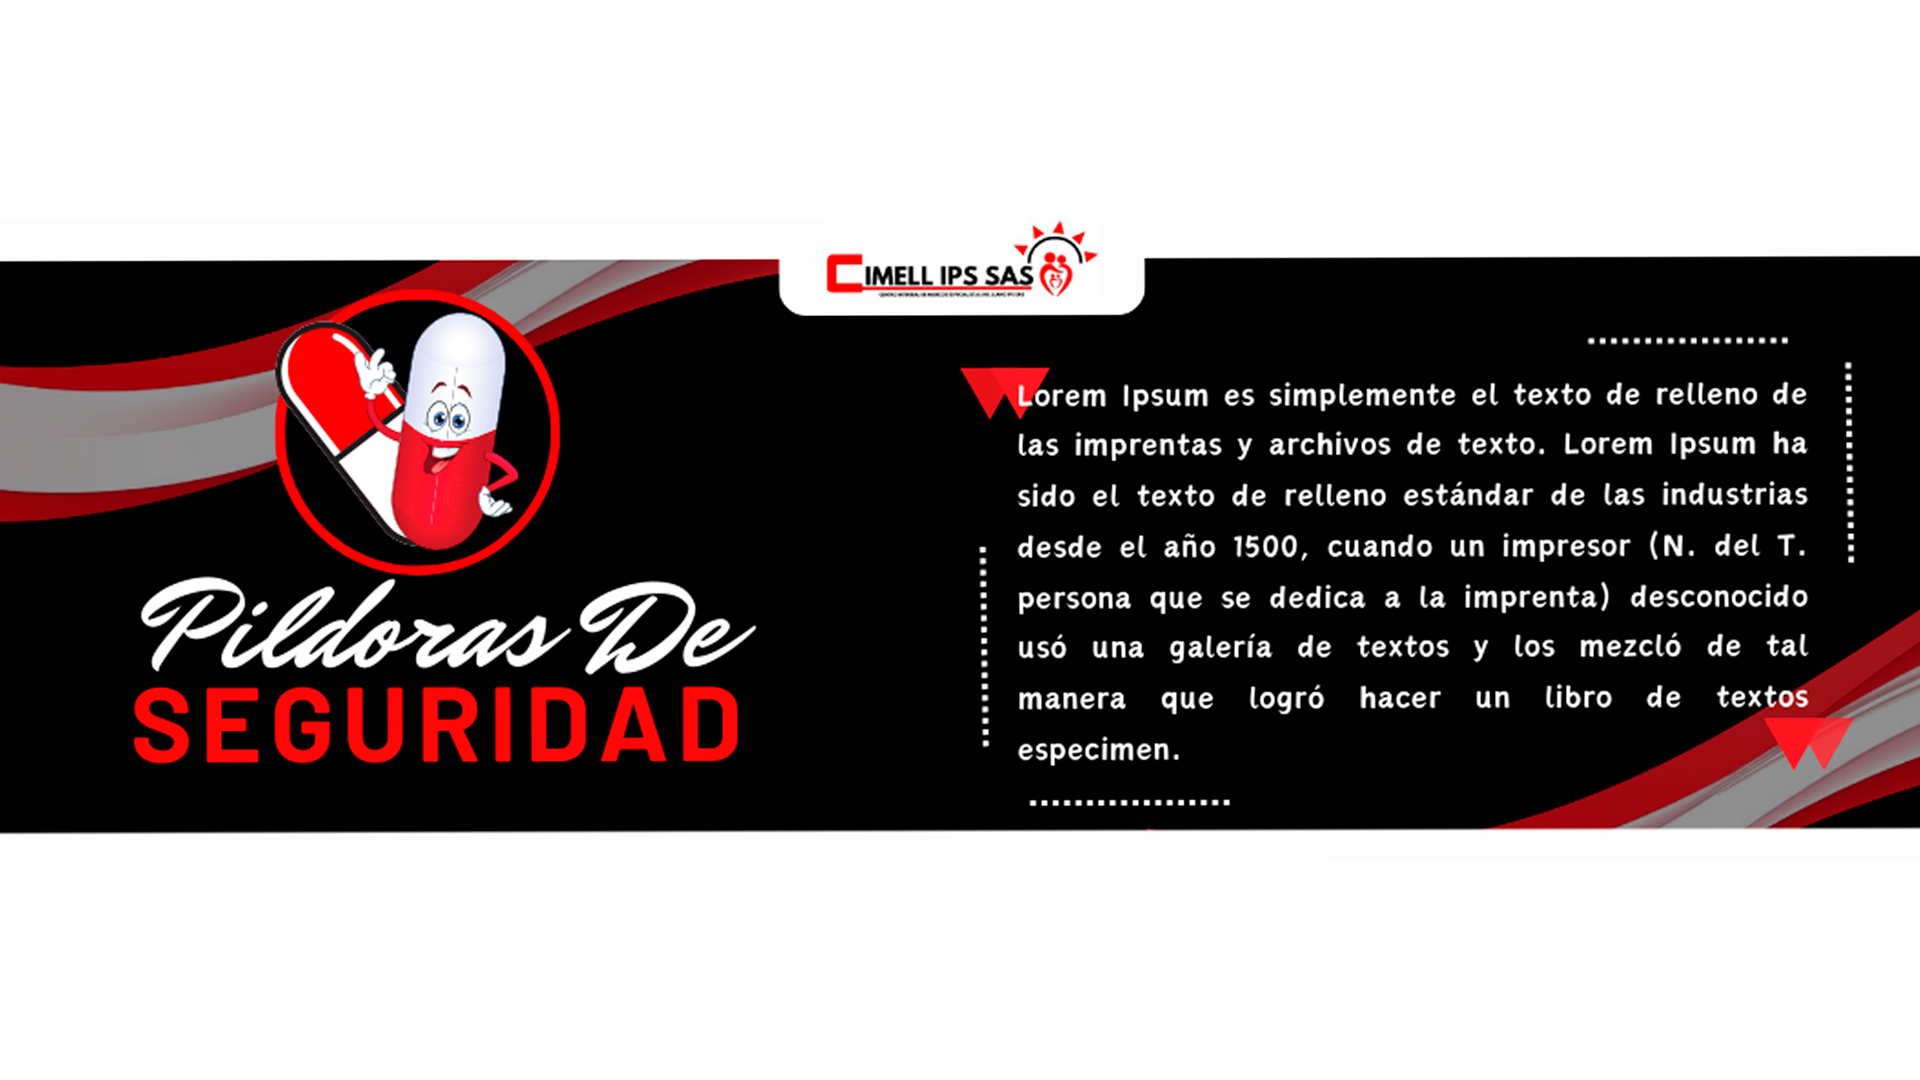 CIMELL IPS SAS
Pildoras De
SEGURIDAD
Lorem Ipsum es simplemente el texto de relleno de
las imprentas y archivos de texto. Lorem Ipsum ha
sido el texto de relleno estándar de las industrias
desde el año 1500, cuando un impresor (N. del T.
persona que se dedica a la imprenta) desconocido
usó una galería de textos y los mezcló de tal
manera que logró hacer un libro de textos
especimen.